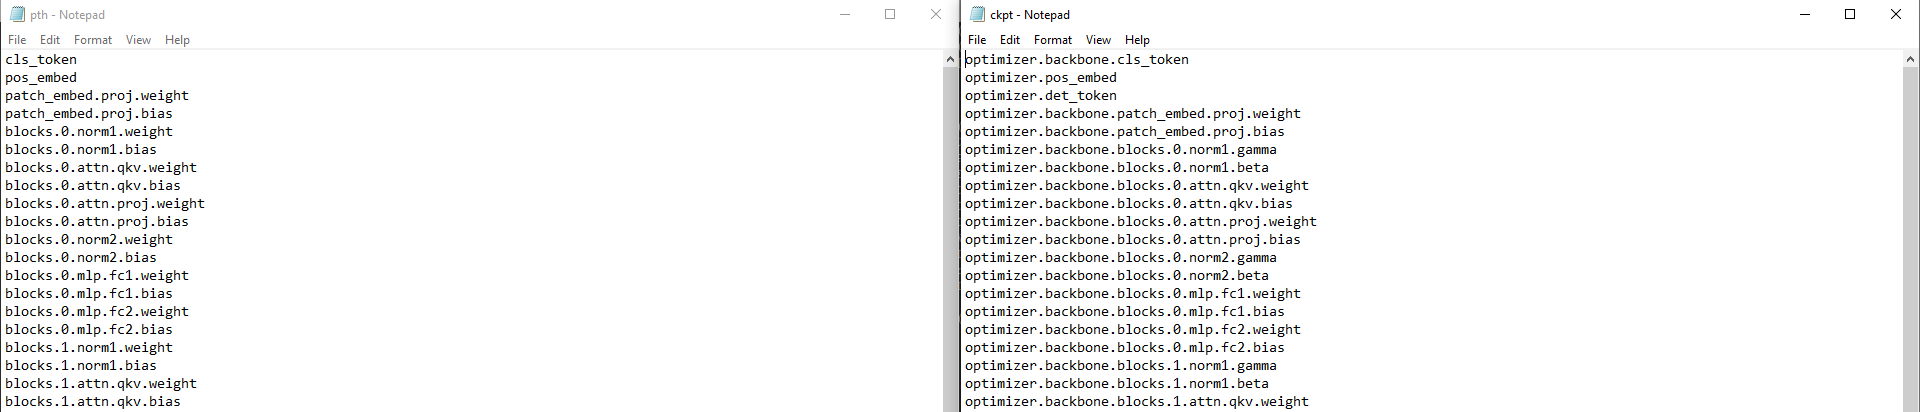 pth - Notepad
File Edit Format View Help
cls_token
pos_embed
patch_embed.proj.weight
patch_embed.proj.bias
blocks.0.norm1.weight
blocks.0.norm1.bias
blocks.0.attn.qkv.weight
blocks.0.attn.qkv.bias
blocks.0.attn.proj.weight
blocks.0.attn.proj.bias
blocks.0.norm2.weight
blocks.0.norm2.bias
blocks.0.mlp.fc1.weight
blocks.0.mlp.fc1.bias
blocks.0.mlp.fc2.weight
blocks.0.mlp.fc2.bias
blocks.1.norm1.weight
blocks.1.norm1.bias
blocks.1.attn.qkv.weight
blocks.1.attn.qkv.bias
ckpt - Notepad
File Edit Format View Help
optimizer.backbone.cls_token
optimizer.pos_embed
optimizer.det_token
optimizer.backbone.patch_embed.proj.weight
optimizer.backbone.patch_embed.proj.bias
optimizer.backbone.blocks.0.norm1.gamma
optimizer.backbone.blocks.0.norm1.beta
optimizer.backbone.blocks.0.attn.qkv.weight
optimizer.backbone.blocks.0.attn.qkv.bias
optimizer.backbone.blocks.0.attn.proj.weight
optimizer.backbone.blocks.0.attn.proj.bias
optimizer.backbone.blocks.0.norm2.gamma
optimizer.backbone.blocks.0.norm2.beta
optimizer.backbone.blocks.0.mlp.fc1.weight
optimizer.backbone.blocks.0.mlp.fc1.bias
optimizer.backbone.blocks.0.mlp.fc2.weight
optimizer.backbone.blocks.0.mlp.fc2.bias
optimizer.backbone.blocks.1.norm1.gamma
optimizer.backbone.blocks.1.norm1.beta
optimizer.backbone.blocks.1.attn.qkv.weight